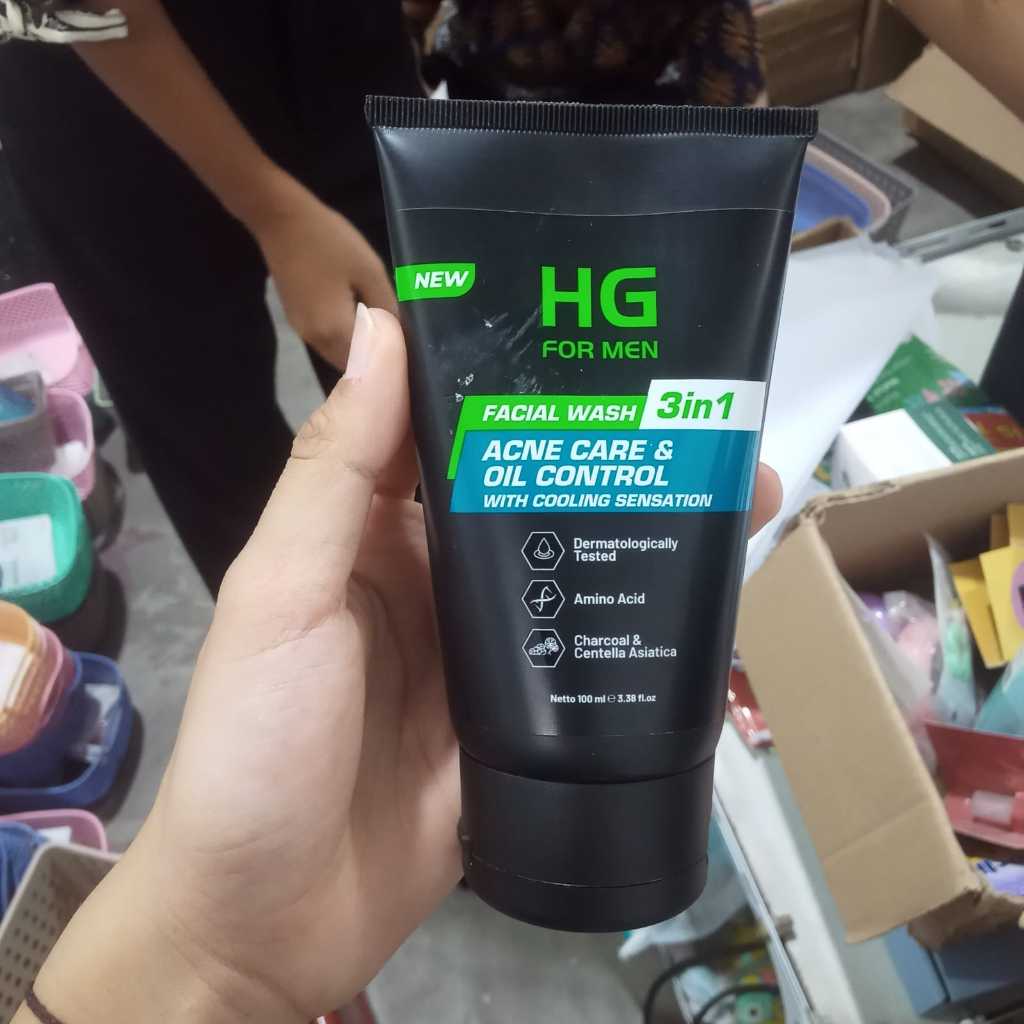 NEW
HG
FOR MEN
FACIAL WASH 3in1
ACNE CARE &
OIL CONTROL
WITH COOLING SENSATION
Dermatologically
Tested
Amino Acid
Charcoal &
Centella Asiatica
Netto 100 ml ℮ 3.38 fl.oz